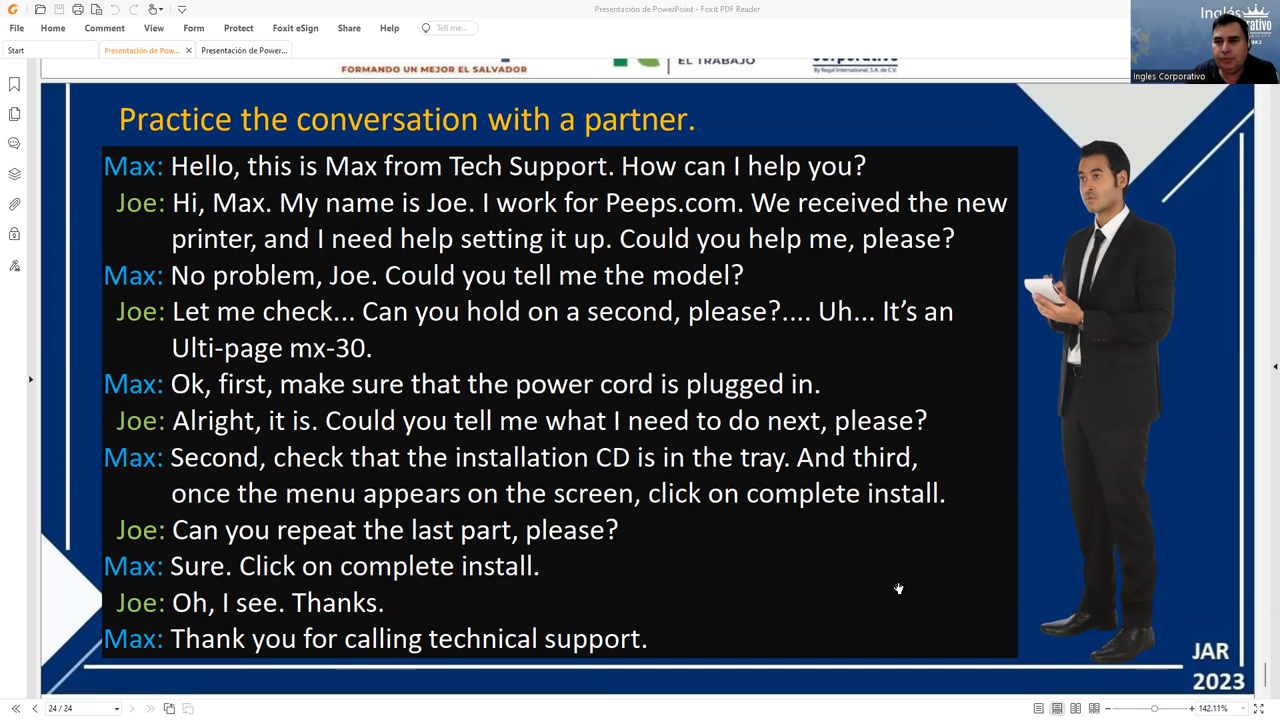 Presentación de PowerPoint - Foxit PDF Reader
File Home Comment View Form Protect Foxit eSign Share Help Tell me...
Start Presentación de Pow... Presentación de Power...
Inglés
FORMANDO UN MEJOR EL SALVADOR
EL TRABAJO
By Regal International, S.A. de C.V.
Ingles Corporativo
Practice the conversation with a partner.
Max: Hello, this is Max from Tech Support. How can I help you?
Joe: Hi, Max. My name is Joe. I work for Peeps.com. We received the new
printer, and I need help setting it up. Could you help me, please?
Max: No problem, Joe. Could you tell me the model?
Joe: Let me check... Can you hold on a second, please?.... Uh... It’s an
Ulti-page mx-30.
Max: Ok, first, make sure that the power cord is plugged in.
Joe: Alright, it is. Could you tell me what I need to do next, please?
Max: Second, check that the installation CD is in the tray. And third,
once the menu appears on the screen, click on complete install.
Joe: Can you repeat the last part, please?
Max: Sure. Click on complete install.
Joe: Oh, I see. Thanks.
Max: Thank you for calling technical support.
JAR
2023
24 / 24
142.11%